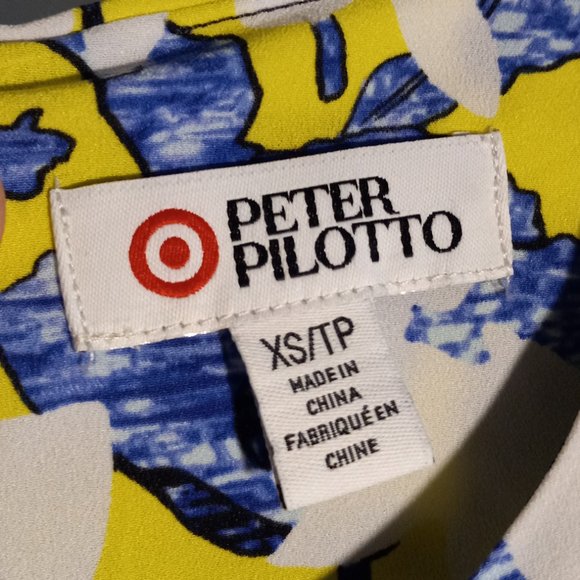 PETER
PILOTTO
XS/TP
MADE IN
CHINA
FABRIQUÉ EN
CHINE